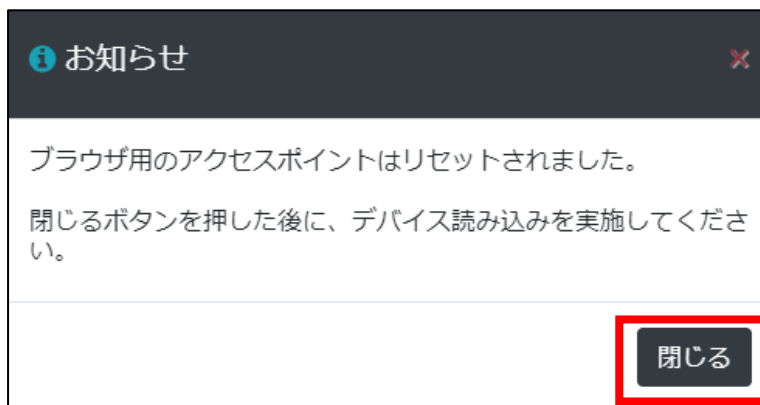 お知らせ
ブラウザ用のアクセスポイントはリセットされました。
閉じるボタンを押した後に、デバイス読み込みを実施してくださ
い。
閉じる